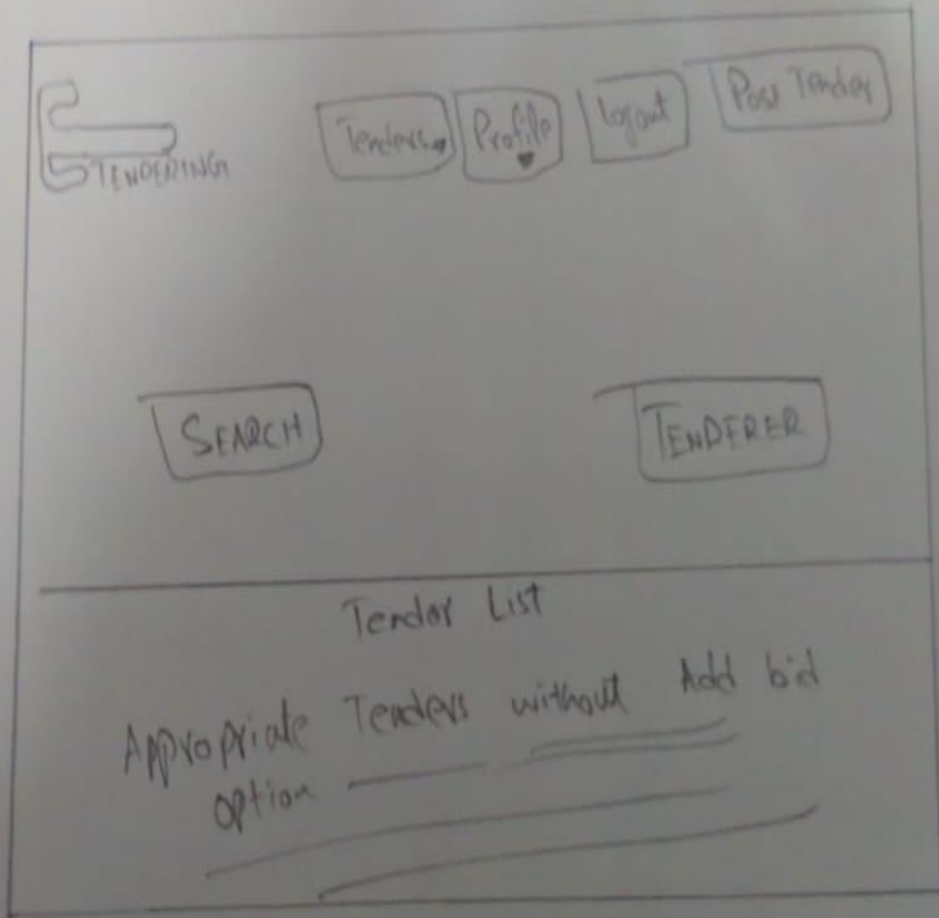 E-TENDERING
Tenders Profile Logout Post Tender
SEARCH TENDERER
Tender List
Appropriate Tenders without Add bid
option